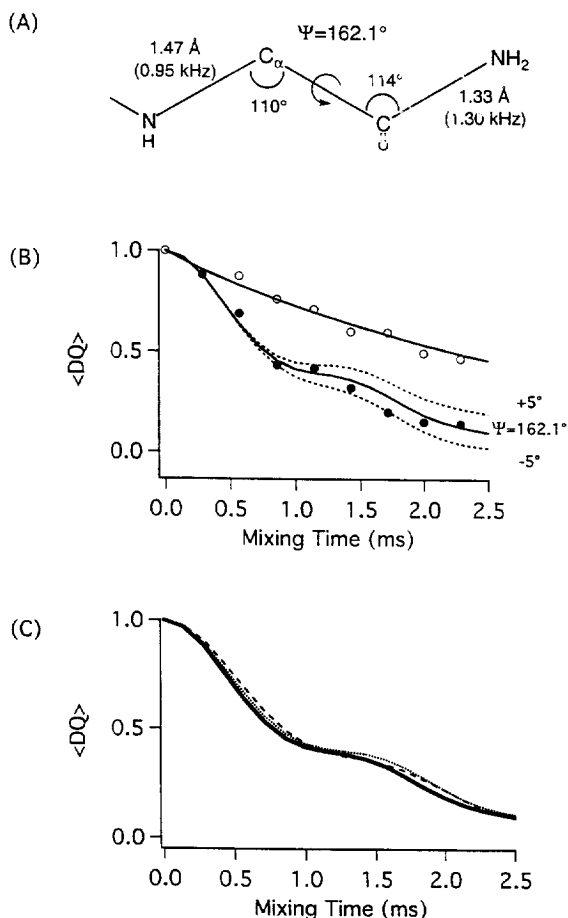 (A)
Ψ=162.1°
1.47 Å
(0.95 kHz)
Cα
NH2
110°
114°
N
H
C
O
1.33 Å
(1.30 kHz)
(B)
<DQ>
1.0
0.5
0.0
+5°
Ψ=162.1°
-5°
0.0 0.5 1.0 1.5 2.0 2.5
Mixing Time (ms)
(C)
<DQ>
1.0
0.5
0.0
0.0 0.5 1.0 1.5 2.0 2.5
Mixing Time (ms)